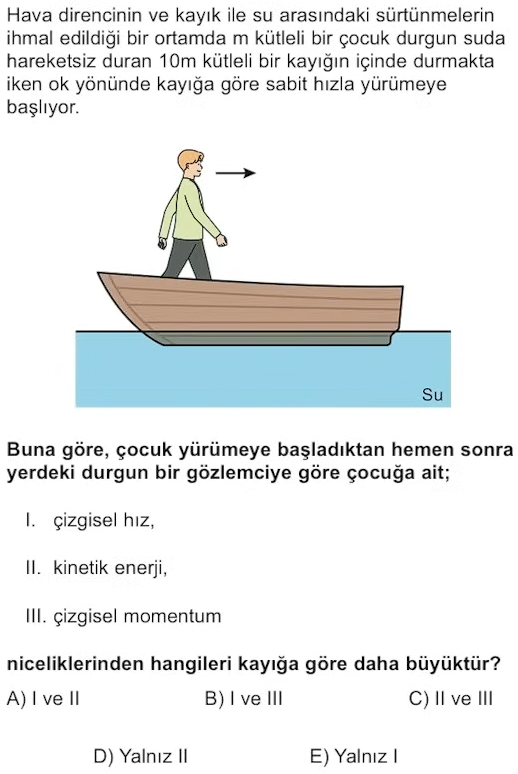 Hava direncinin ve kayık ile su arasındaki sürtünmelerin
ihmal edildiği bir ortamda m kütleli bir çocuk durgun suda
hareketsiz duran 10m kütleli bir kayığın içinde durmakta
iken ok yönünde kayığa göre sabit hızla yürümeye
başlıyor.
Su
Buna göre, çocuk yürümeye başladıktan hemen sonra
yerdeki durgun bir gözlemciye göre çocuğa ait;
I. çizgisel hız,
II. kinetik enerji,
III. çizgisel momentum
niceliklerinden hangileri kayığa göre daha büyüktür?
A) I ve II B) I ve III C) II ve III
D) Yalnız II E) Yalnız I